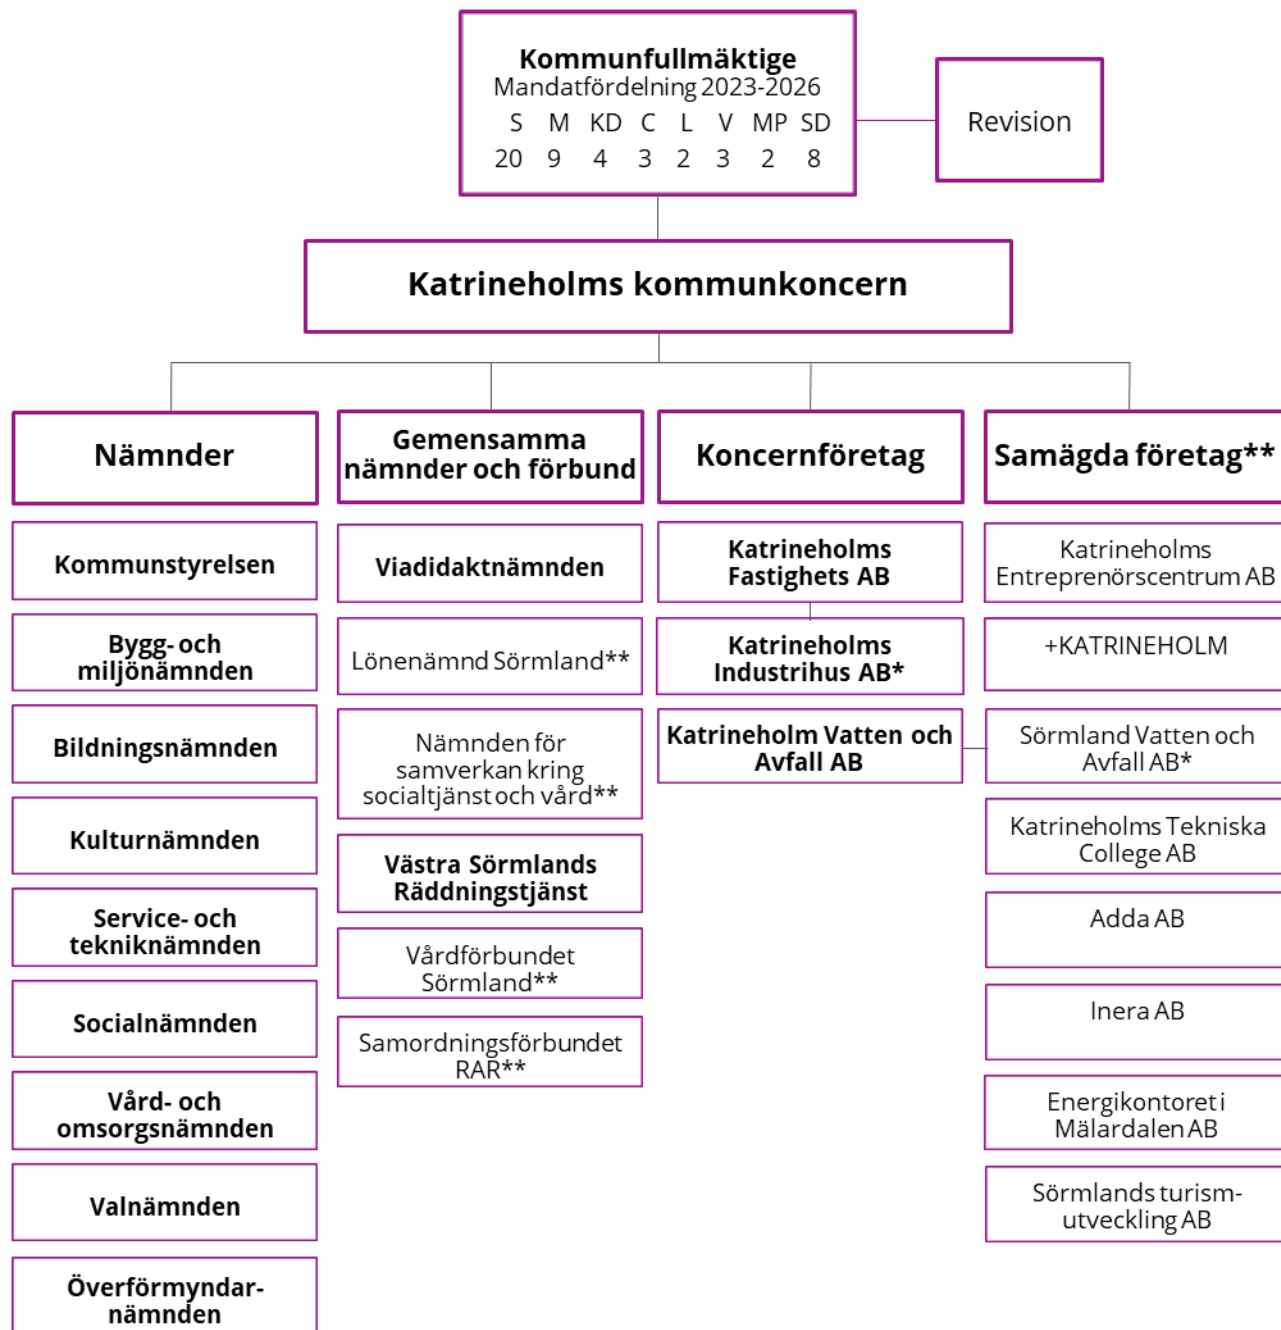 Kommunfullmäktige
Mandatfördelning 2023-2026
S M KD C L V MP SD
20 9 4 3 2 3 2 8
Revision
Katrineholms kommunkoncern
Nämnder
Kommunstyrelsen
Bygg- och
miljönämnden
Bildningsnämnden
Kulturnämnden
Service- och
tekniknämnden
Socialnämnden
Vård- och
omsorgsnämnden
Valnämnden
Överförmyndar-
nämnden
Gemensamma
nämnder och förbund
Viadidaktnämnden
Lönenämnd Sörmland**
Nämnden för
samverkan kring
socialtjänst och vård**
Västra Sörmlands
Räddningstjänst
Vårdförbundet
Sörmland**
Samordningsförbundet
RAR**
Koncernföretag
Katrineholms
Fastighets AB
Katrineholms
Industrihus AB*
Katrineholm Vatten och
Avfall AB
Samägda företag**
Katrineholms
Entreprenörscentrum AB
+KATRINEHOLM
Sörmland Vatten och
Avfall AB*
Katrineholms Tekniska
College AB
Adda AB
Inera AB
Energikontoret i
Mälardalen AB
Sörmlands turism-
utveckling AB